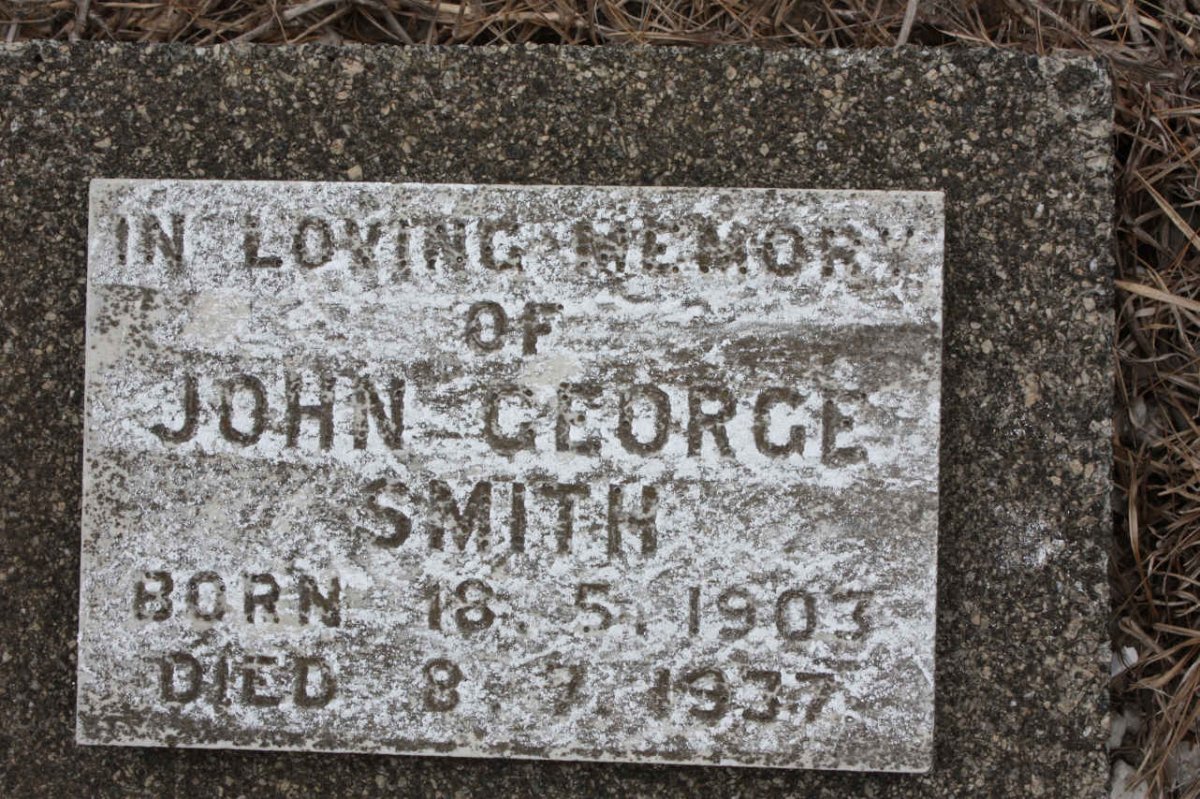 IN LOVING MEMORY
OF
JOHN GEORGE
SMITH
BORN 18. 5. 1903
DIED 8. 7. 1937